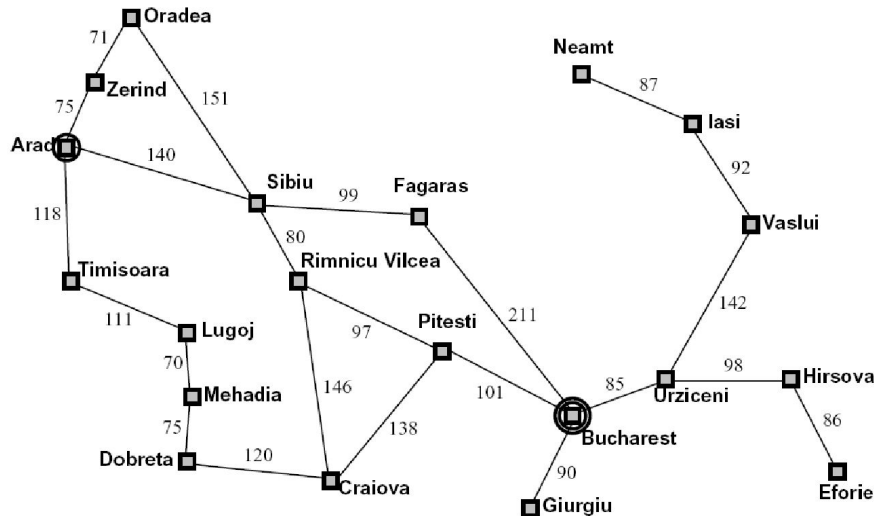 Oradea
71
Neamt
Zerind
87
75
151
Iasi
Arad
140
92
Sibiu
Fagaras
99
118
80
Vaslui
Timisoara
Rimnicu Vilcea
111
Lugoj
97
Pitesti
211
142
70
Mehadia
146
101
85
98
Hirsova
Urziceni
75
138
86
Bucharest
Dobreta
120
90
Craiova
Eforie
Giurgiu